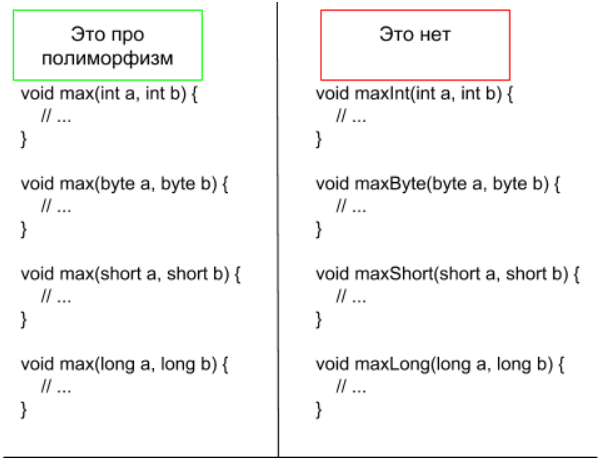 Это про
полиморфизм
void max(int a, int b) {
// ...
}
void max(byte a, byte b) {
// ...
}
void max(short a, short b) {
// ...
}
void max(long a, long b) {
// ...
}
Это нет
void maxInt(int a, int b) {
// ...
}
void maxByte(byte a, byte b) {
// ...
}
void maxShort(short a, short b) {
// ...
}
void maxLong(long a, long b) {
// ...
}